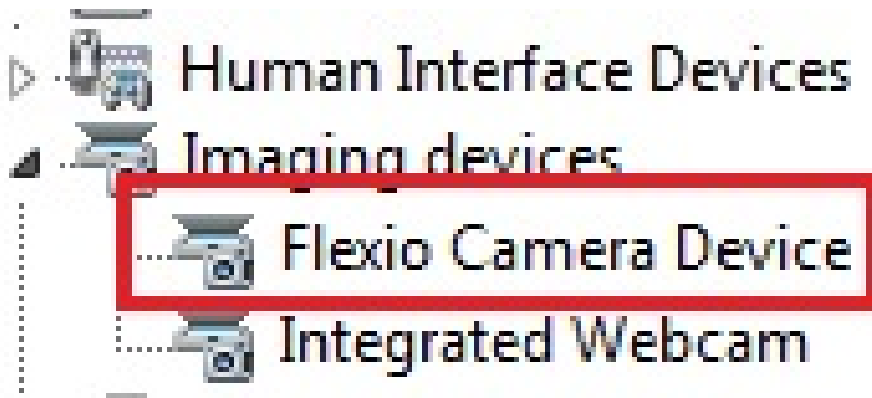 Human Interface Devices
Imaging devices
Flexio Camera Device
Integrated Webcam